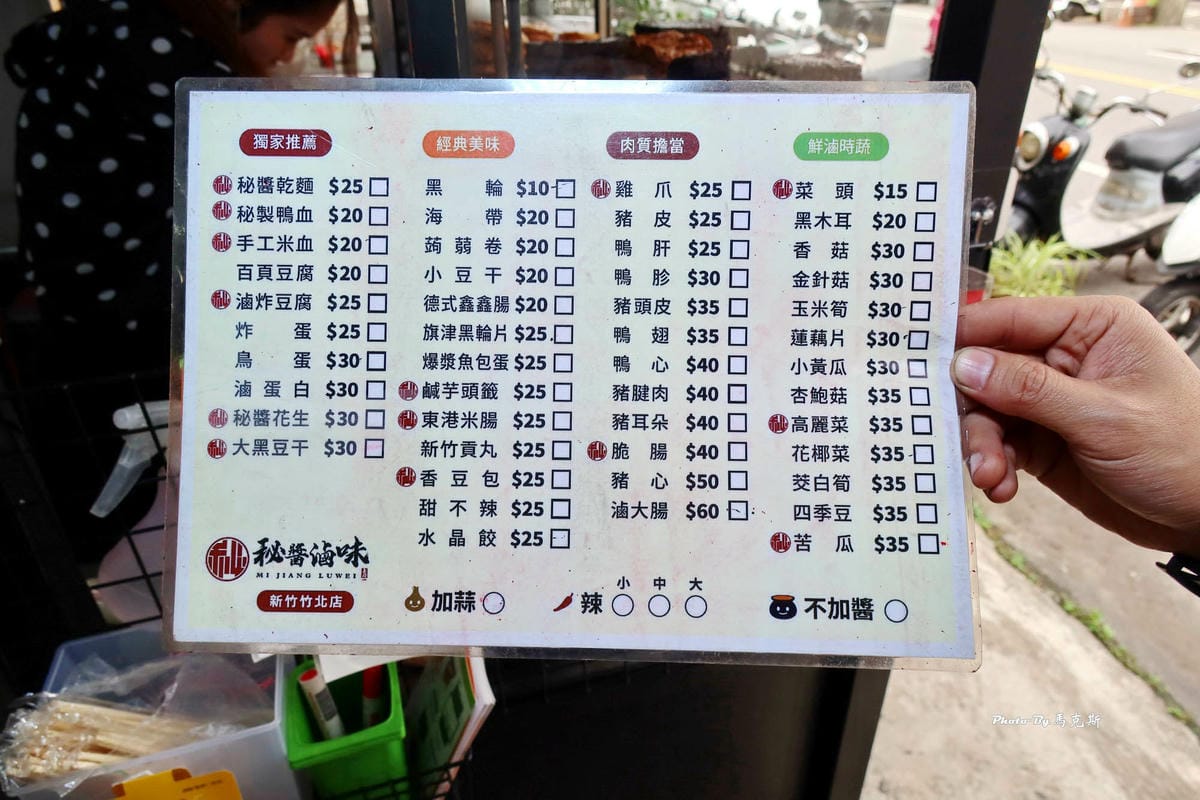 獨家推薦
秘醬乾麵 $25
秘製鴨血 $20
手工米血 $20
百頁豆腐 $20
滷炸豆腐 $25
炸蛋 $25
鳥蛋 $30
滷蛋白 $30
秘醬花生 $30
大黑豆干 $30
經典美味
黑輪 $10
海帶 $20
蒟蒻卷 $20
小豆干 $20
德式鑫鑫腸 $20
旗津黑輪片 $25
爆漿魚包蛋 $25
鹹芋頭籤 $25
東港米腸 $25
新竹貢丸 $25
香豆包 $25
甜不辣 $25
水晶餃 $25
肉質擔當
雞爪 $25
豬皮 $25
鴨肝 $25
鴨胗 $30
豬頭皮 $35
鴨翅 $35
鴨心 $40
豬腱肉 $40
豬耳朵 $40
脆腸 $40
豬心 $50
滷大腸 $60
鮮滷時蔬
菜頭 $15
黑木耳 $20
香菇 $30
金針菇 $30
玉米筍 $30
蓮藕片 $30
小黃瓜 $30
杏鮑菇 $35
高麗菜 $35
花椰菜 $35
茭白筍 $35
四季豆 $35
苦瓜 $35
秘醬滷味
MI JIANG LUWEI
新竹竹北店
加蒜
辣 小 中 大
不加醬
Photo By 馬克斯